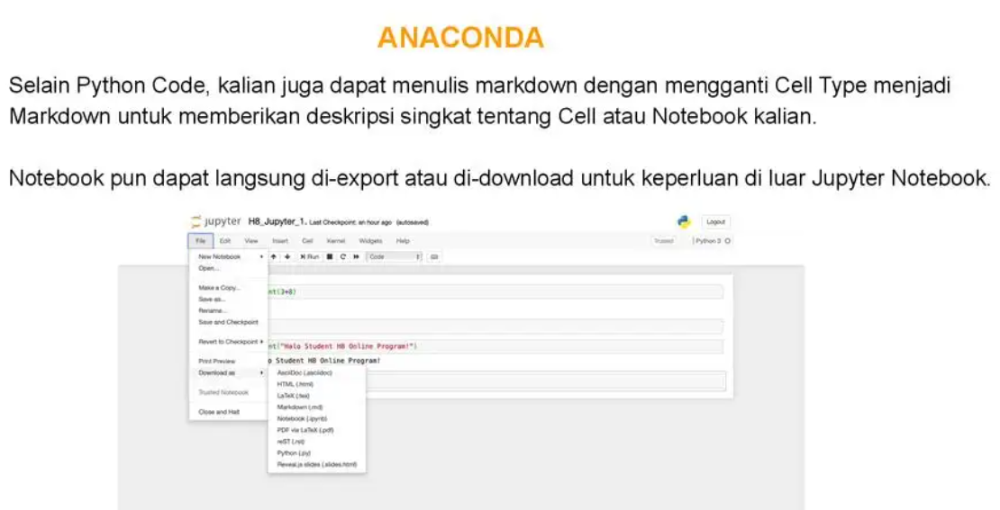 ANACONDA
Selain Python Code, kalian juga dapat menulis markdown dengan mengganti Cell Type menjadi
Markdown untuk memberikan deskripsi singkat tentang Cell atau Notebook kalian.
Notebook pun dapat langsung di-export atau di-download untuk keperluan di luar Jupyter Notebook.
jupyter H8_Jupyter_1. Last Checkpoint: an hour ago (autosaved)
Logout
File Edit View Insert Cell Kernel Widgets Help
Trusted | Python 3
New Notebook
Run
Code
Open...
Make a Copy...
Save as...
Rename...
Save and Checkpoint
Revert to Checkpoint
Print Preview
Download as
Trusted Notebook
Close and Halt
nt(3+8)
nt("Halo Student H8 Online Program!")
o Student H8 Online Program!
AsciiDoc (.asciidoc)
HTML (.html)
LaTeX (.tex)
Markdown (.md)
Notebook (.ipynb)
PDF via LaTeX (.pdf)
reST (.rst)
Python (.py)
Reveal.js slides (.slides.html)